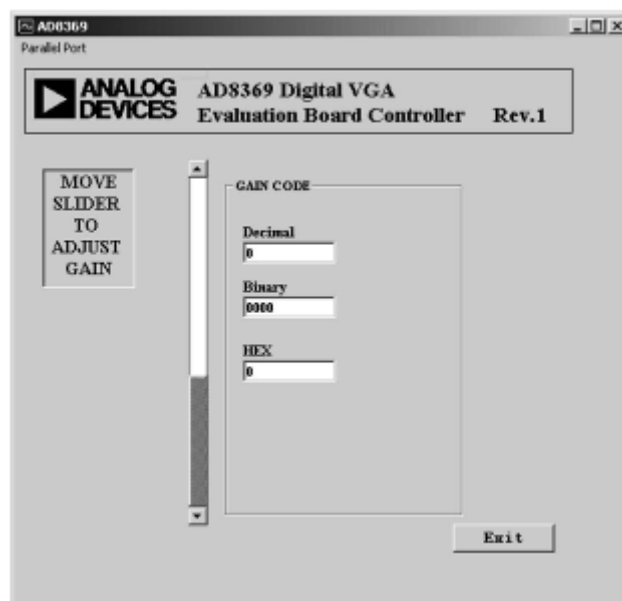 AD8369
Parallel Port
ANALOG
DEVICES
AD8369 Digital VGA
Evaluation Board Controller Rev.1
MOVE
SLIDER
TO
ADJUST
GAIN
GAIN CODE
Decimal
0
Binary
0000
HEX
0
Exit